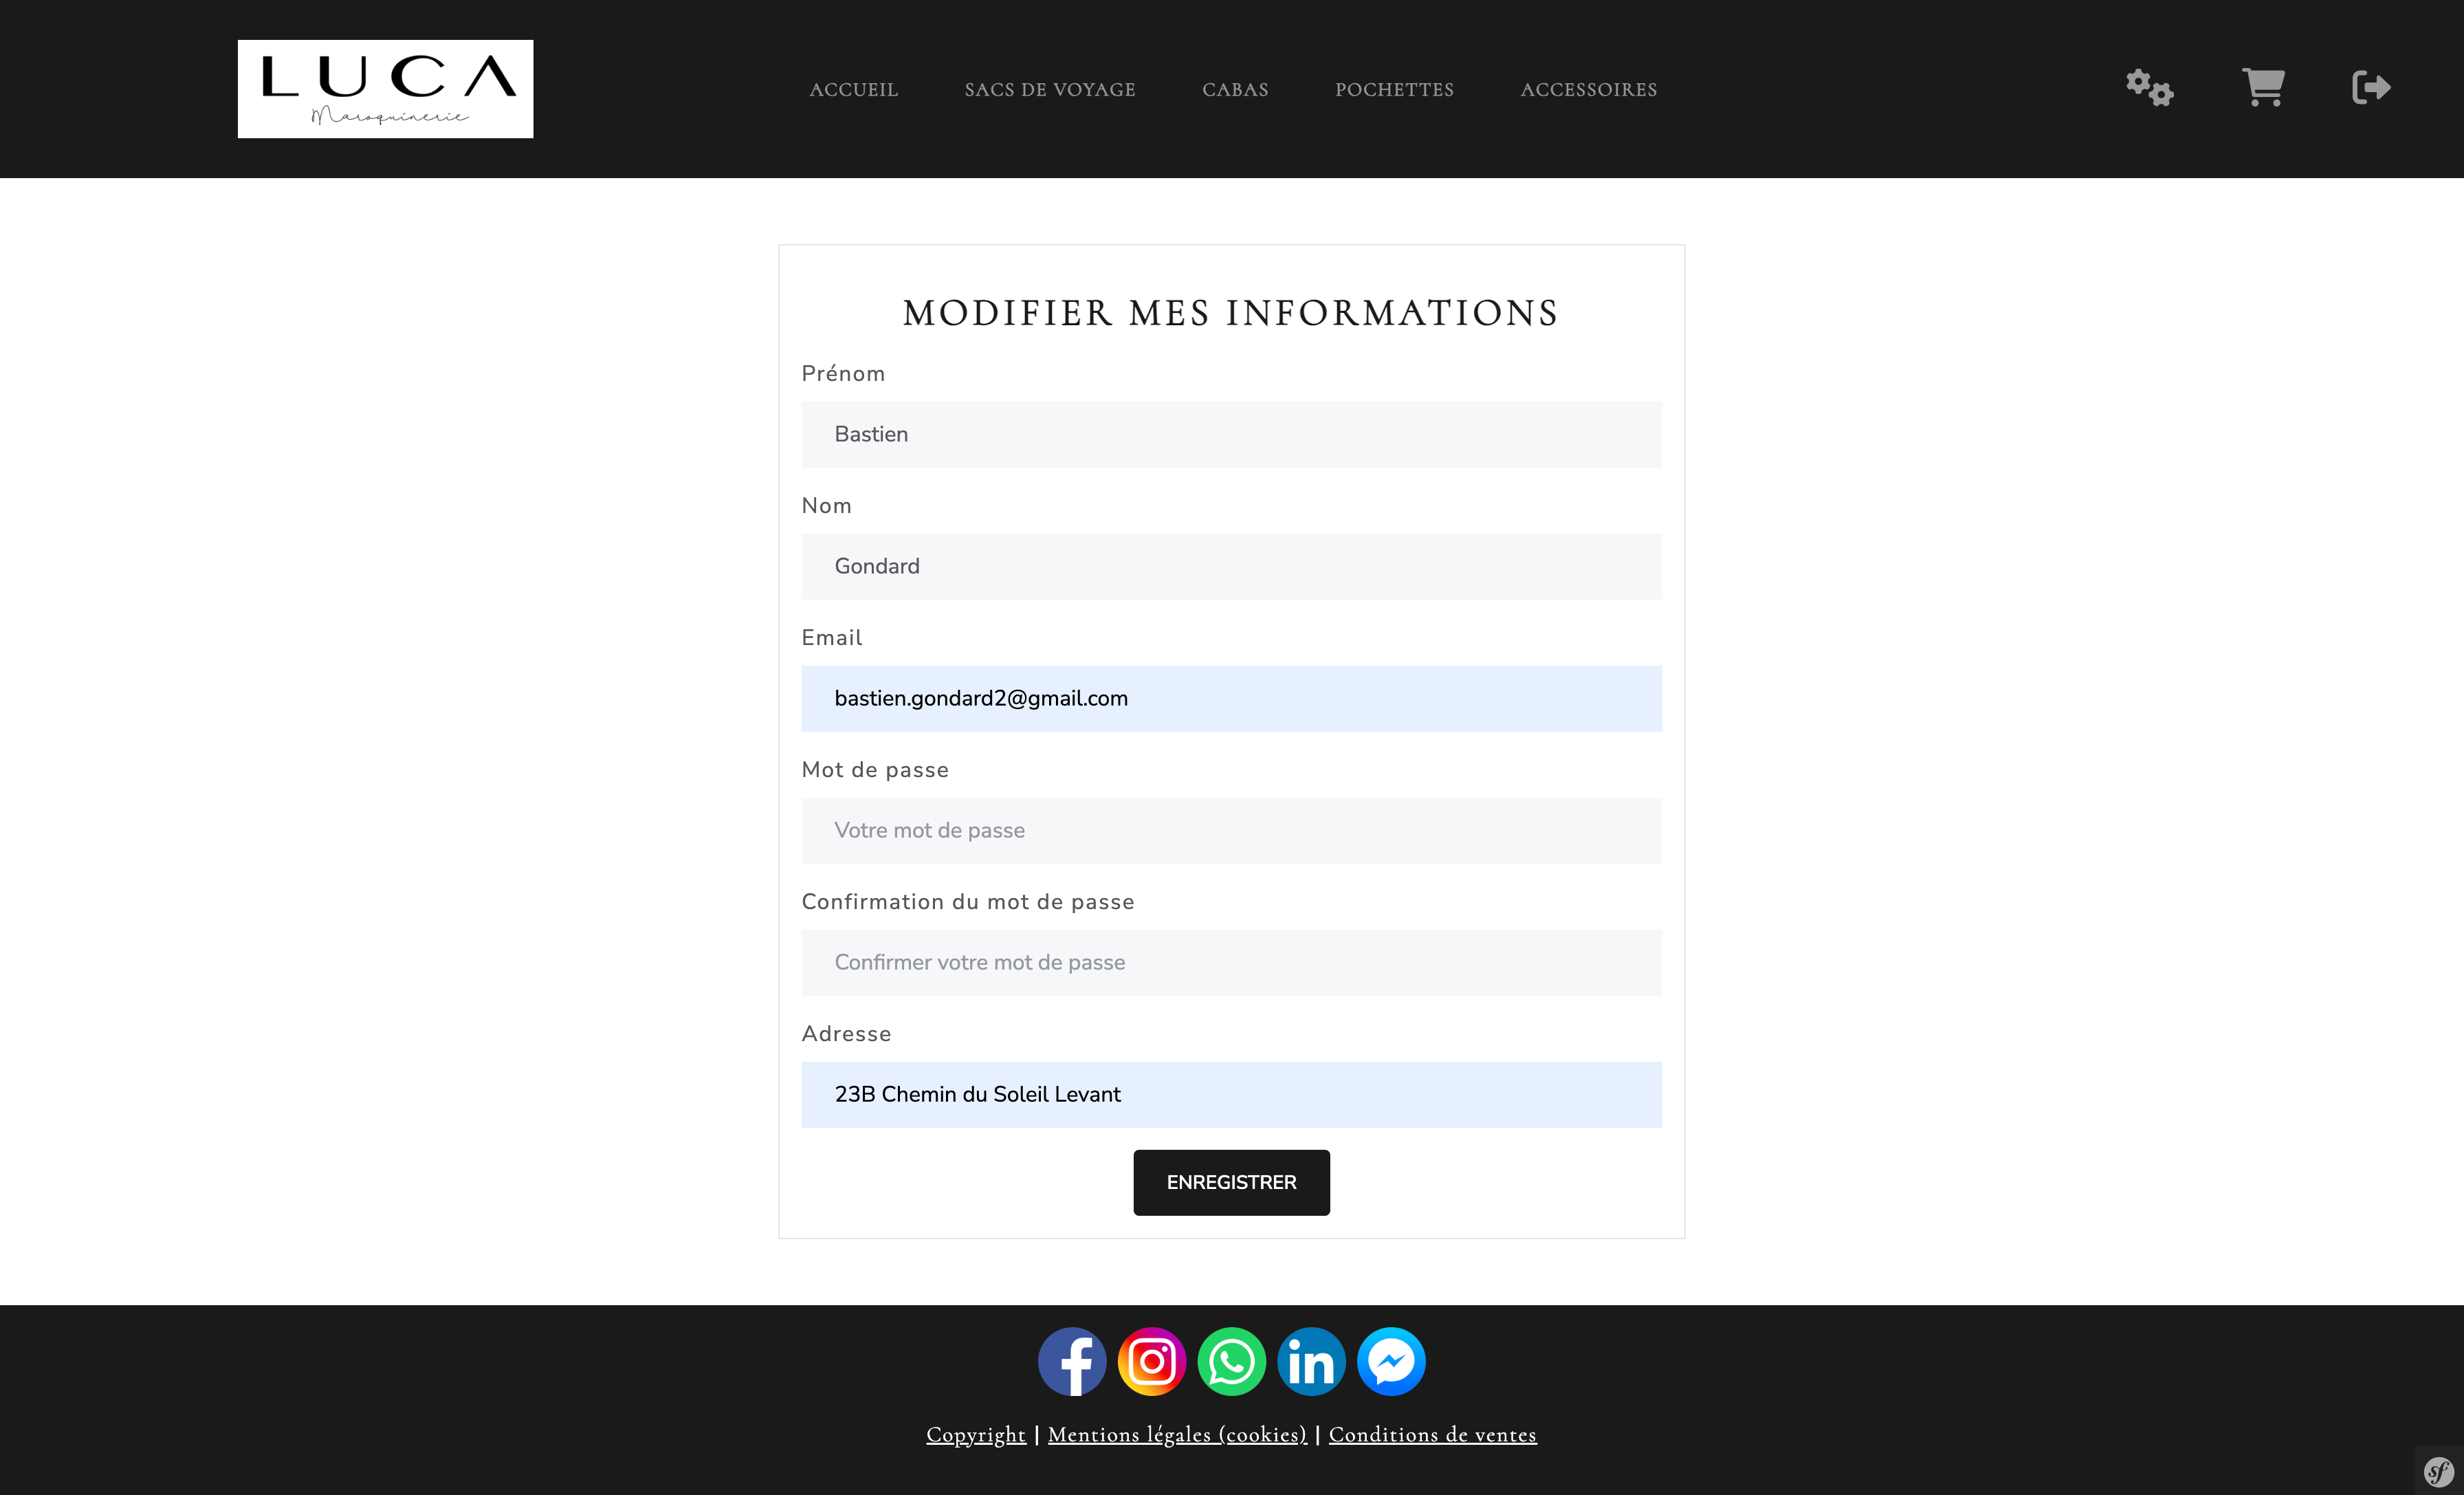 LUCA
Maroquinerie
ACCUEIL SACS DE VOYAGE CABAS POCHETTES ACCESSOIRES
MODIFIER MES INFORMATIONS
Prénom
Bastien
Nom
Gondard
Email
bastien.gondard2@gmail.com
Mot de passe
Votre mot de passe
Confirmation du mot de passe
Confirmer votre mot de passe
Adresse
23B Chemin du Soleil Levant
ENREGISTRER
Copyright | Mentions légales (cookies) | Conditions de ventes
sf